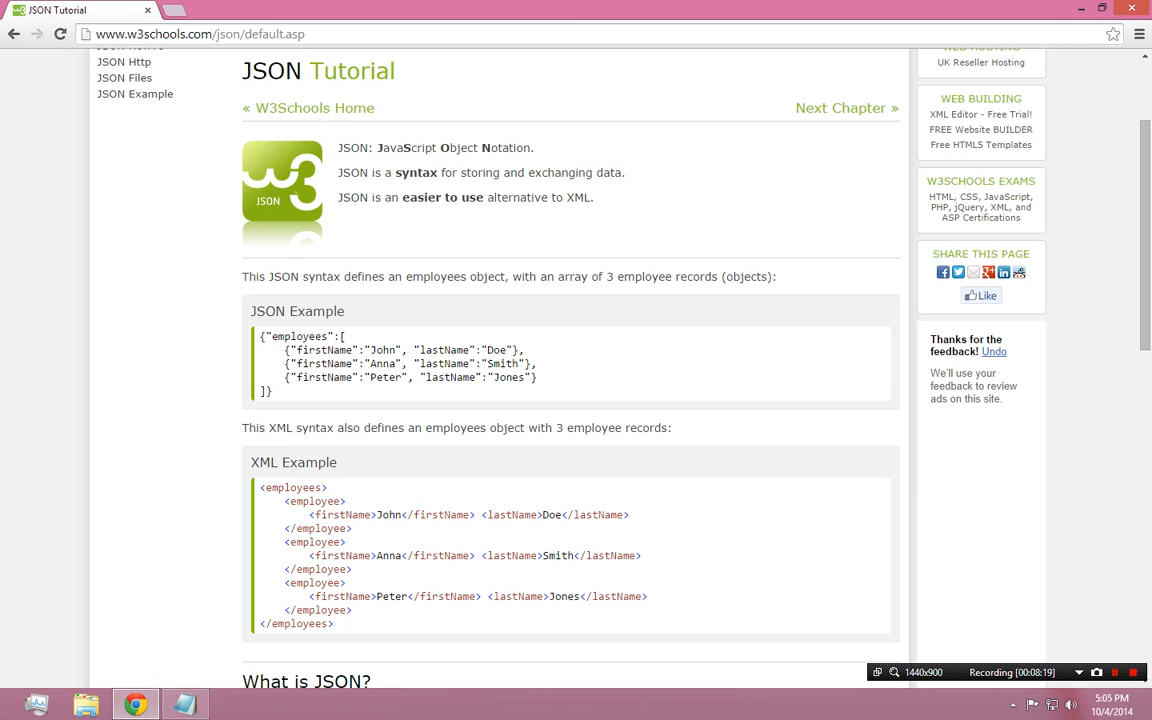 JSON Tutorial
www.w3schools.com/json/default.asp
JSON Http
JSON Files
JSON Example
JSON Tutorial
« W3Schools Home
Next Chapter »
JSON
JSON: JavaScript Object Notation.
JSON is a syntax for storing and exchanging data.
JSON is an easier to use alternative to XML.
This JSON syntax defines an employees object, with an array of 3 employee records (objects):
JSON Example
{"employees":[
{"firstName":"John", "lastName":"Doe"},
{"firstName":"Anna", "lastName":"Smith"},
{"firstName":"Peter", "lastName":"Jones"}
]}
This XML syntax also defines an employees object with 3 employee records:
XML Example
<employees>
<employee>
<firstName>John</firstName> <lastName>Doe</lastName>
</employee>
<employee>
<firstName>Anna</firstName> <lastName>Smith</lastName>
</employee>
<employee>
<firstName>Peter</firstName> <lastName>Jones</lastName>
</employee>
</employees>
What is JSON?
WEB HOSTING
UK Reseller Hosting
WEB BUILDING
XML Editor - Free Trial!
FREE Website BUILDER
Free HTML5 Templates
W3SCHOOLS EXAMS
HTML, CSS, JavaScript,
PHP, jQuery, XML, and
ASP Certifications
SHARE THIS PAGE
Like
Thanks for the
feedback! Undo
We'll use your
feedback to review
ads on this site.
1440x900
Recording [00:08:19]
5:05 PM
10/4/2014